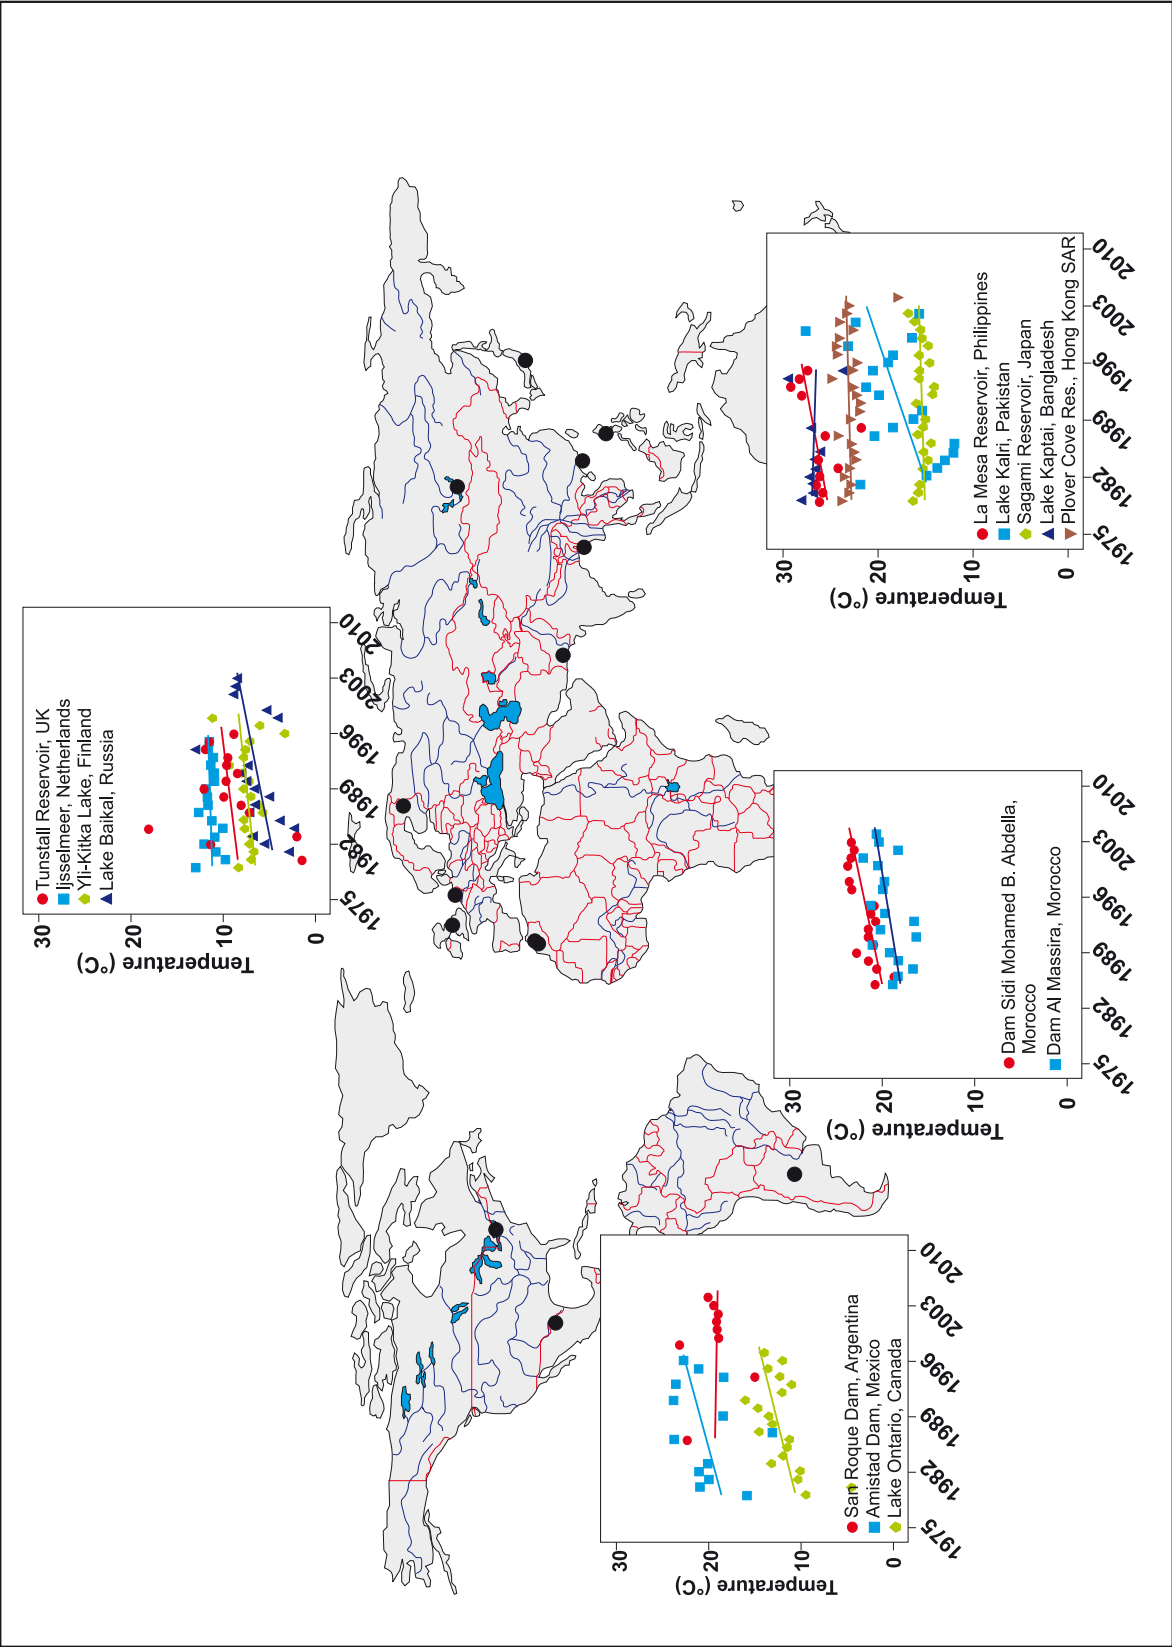 Tunstall Reservoir, UK
Ijsselmeer, Netherlands
Yli-Kitka Lake, Finland
Lake Baikal, Russia
Temperature (°C)
30
20
10
0
1975
1982
1989
1996
2003
2010
San Roque Dam, Argentina
Amistad Dam, Mexico
Lake Ontario, Canada
Temperature (°C)
30
20
10
0
1975
1982
1989
1996
2003
2010
Dam Sidi Mohamed B. Abdella,
Morocco
Dam Al Massira, Morocco
Temperature (°C)
30
20
10
0
1975
1982
1989
1996
2003
2010
La Mesa Reservoir, Philippines
Lake Kalri, Pakistan
Sagami Reservoir, Japan
Lake Kaptai, Bangladesh
Plover Cove Res., Hong Kong SAR
Temperature (°C)
30
20
10
0
1975
1982
1989
1996
2003
2010